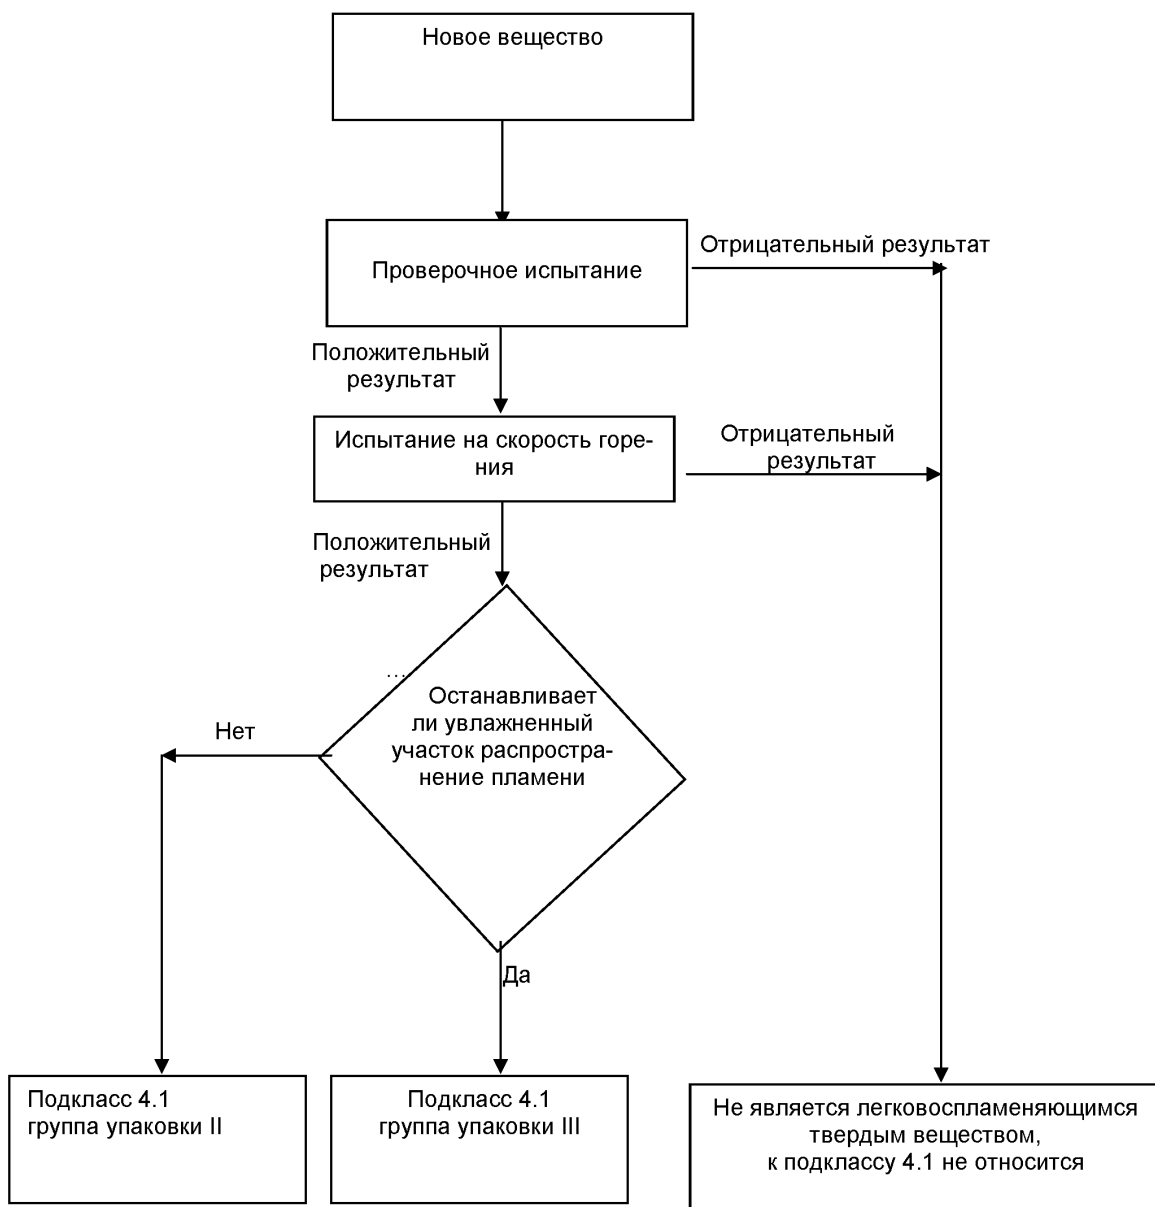 Новое вещество
Отрицательный результат
Проверочное испытание
Положительный
результат
Испытание на скорость горе-
ния
Отрицательный
результат
Положительный
результат
...
Останавливает
ли увлажненный
участок распростра-
нение пламени
Нет
Да
Подкласс 4.1
группа упаковки II
Подкласс 4.1
группа упаковки III
Не является легковоспламеняющимся
твердым веществом,
к подклассу 4.1 не относится